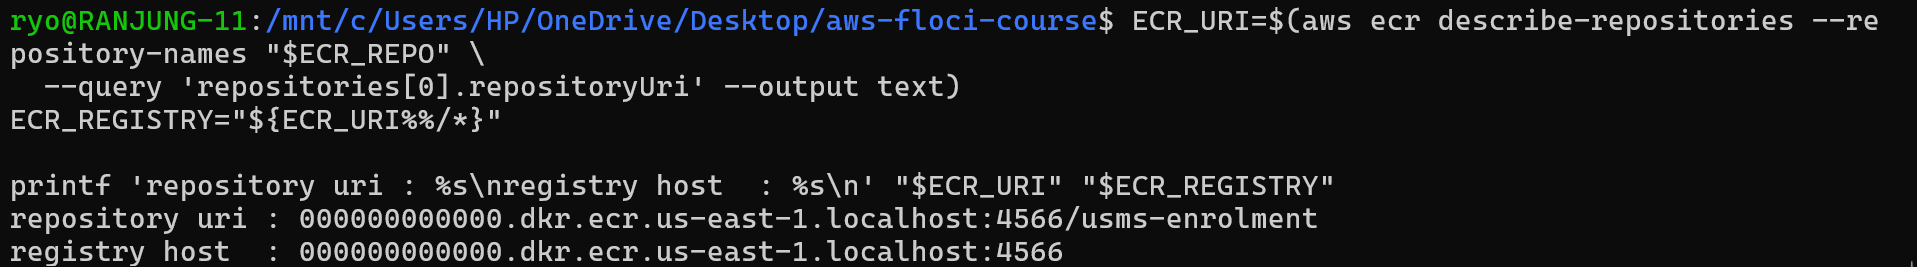 ryo@RANJUNG-11:/mnt/c/Users/HP/OneDrive/Desktop/aws-floci-course$ ECR_URI=$(aws ecr describe-repositories --re
pository-names "$ECR_REPO" \
  --query 'repositories[0].repositoryUri' --output text)
ECR_REGISTRY="${ECR_URI%%/*}"

printf 'repository uri : %s\nregistry host  : %s\n' "$ECR_URI" "$ECR_REGISTRY"
repository uri : 000000000000.dkr.ecr.us-east-1.localhost:4566/usms-enrolment
registry host  : 000000000000.dkr.ecr.us-east-1.localhost:4566